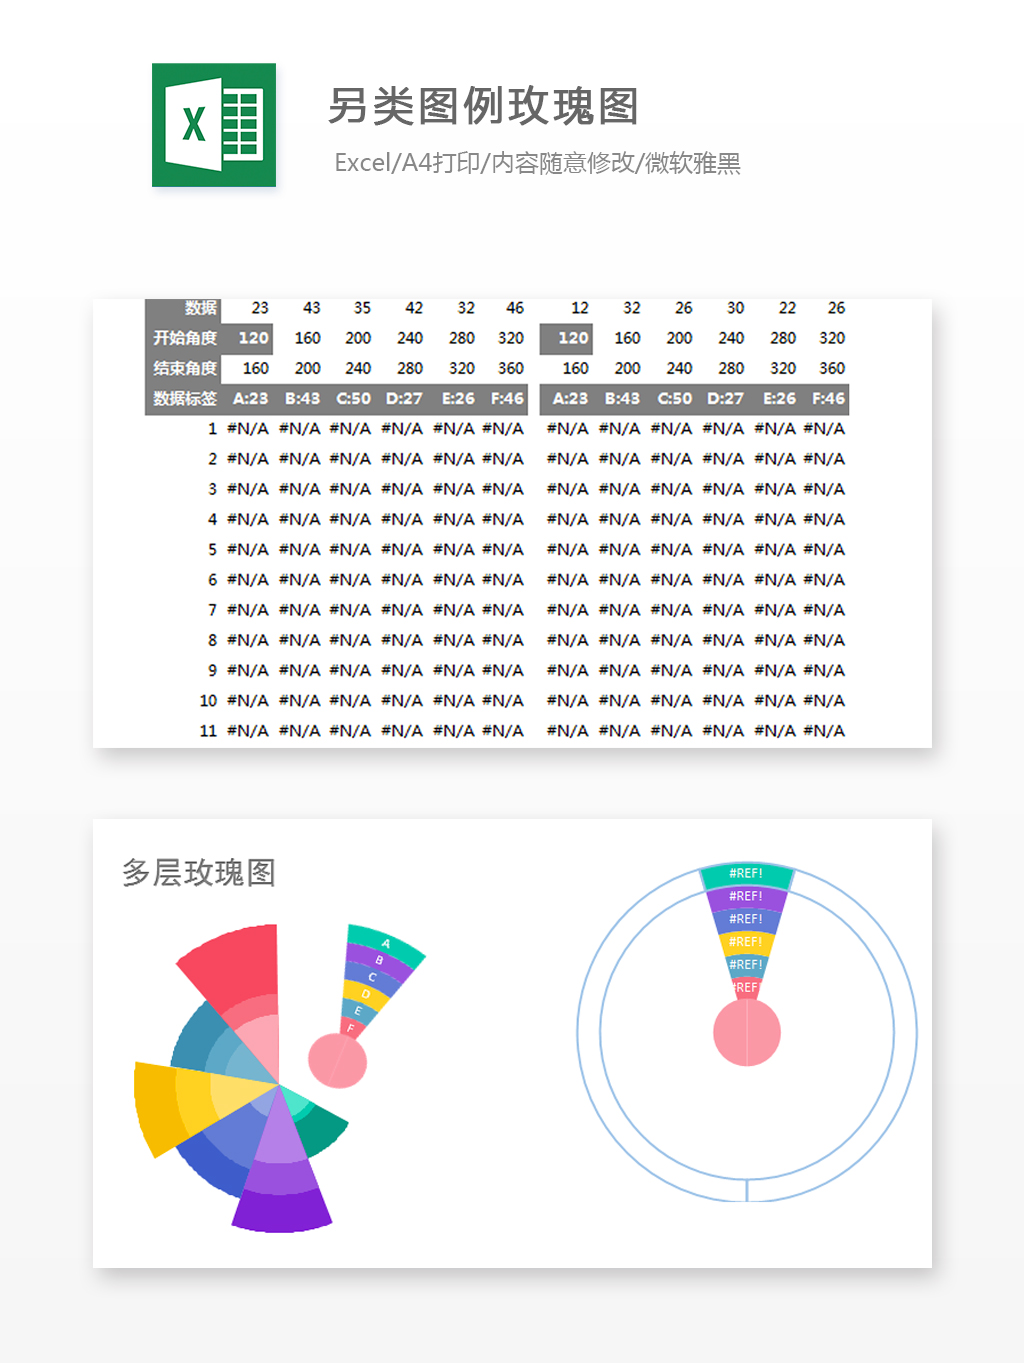 X
另类图例玫瑰图
Excel/A4打印/内容随意修改/微软雅黑
数据 23 43 35 42 32 46 12 32 26 30 22 26
开始角度 120 160 200 240 280 320 120 160 200 240 280 320
结束角度 160 200 240 280 320 360 160 200 240 280 320 360
数据标签 A:23 B:43 C:50 D:27 E:26 F:46 A:23 B:43 C:50 D:27 E:26 F:46
1 #N/A #N/A #N/A #N/A #N/A #N/A #N/A #N/A #N/A #N/A #N/A #N/A
2 #N/A #N/A #N/A #N/A #N/A #N/A #N/A #N/A #N/A #N/A #N/A #N/A
3 #N/A #N/A #N/A #N/A #N/A #N/A #N/A #N/A #N/A #N/A #N/A #N/A
4 #N/A #N/A #N/A #N/A #N/A #N/A #N/A #N/A #N/A #N/A #N/A #N/A
5 #N/A #N/A #N/A #N/A #N/A #N/A #N/A #N/A #N/A #N/A #N/A #N/A
6 #N/A #N/A #N/A #N/A #N/A #N/A #N/A #N/A #N/A #N/A #N/A #N/A
7 #N/A #N/A #N/A #N/A #N/A #N/A #N/A #N/A #N/A #N/A #N/A #N/A
8 #N/A #N/A #N/A #N/A #N/A #N/A #N/A #N/A #N/A #N/A #N/A #N/A
9 #N/A #N/A #N/A #N/A #N/A #N/A #N/A #N/A #N/A #N/A #N/A #N/A
10 #N/A #N/A #N/A #N/A #N/A #N/A #N/A #N/A #N/A #N/A #N/A #N/A
11 #N/A #N/A #N/A #N/A #N/A #N/A #N/A #N/A #N/A #N/A #N/A #N/A
多层玫瑰图
A
B
C
D
E
F
#REF!
#REF!
#REF!
#REF!
#REF!
#REF!